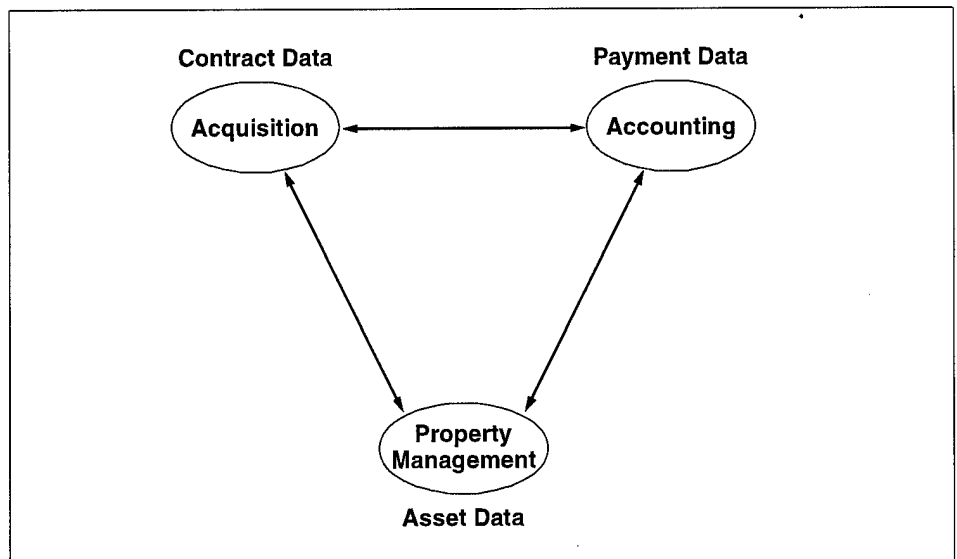 Contract Data
Payment Data
Acquisition
Accounting
Property
Management
Asset Data